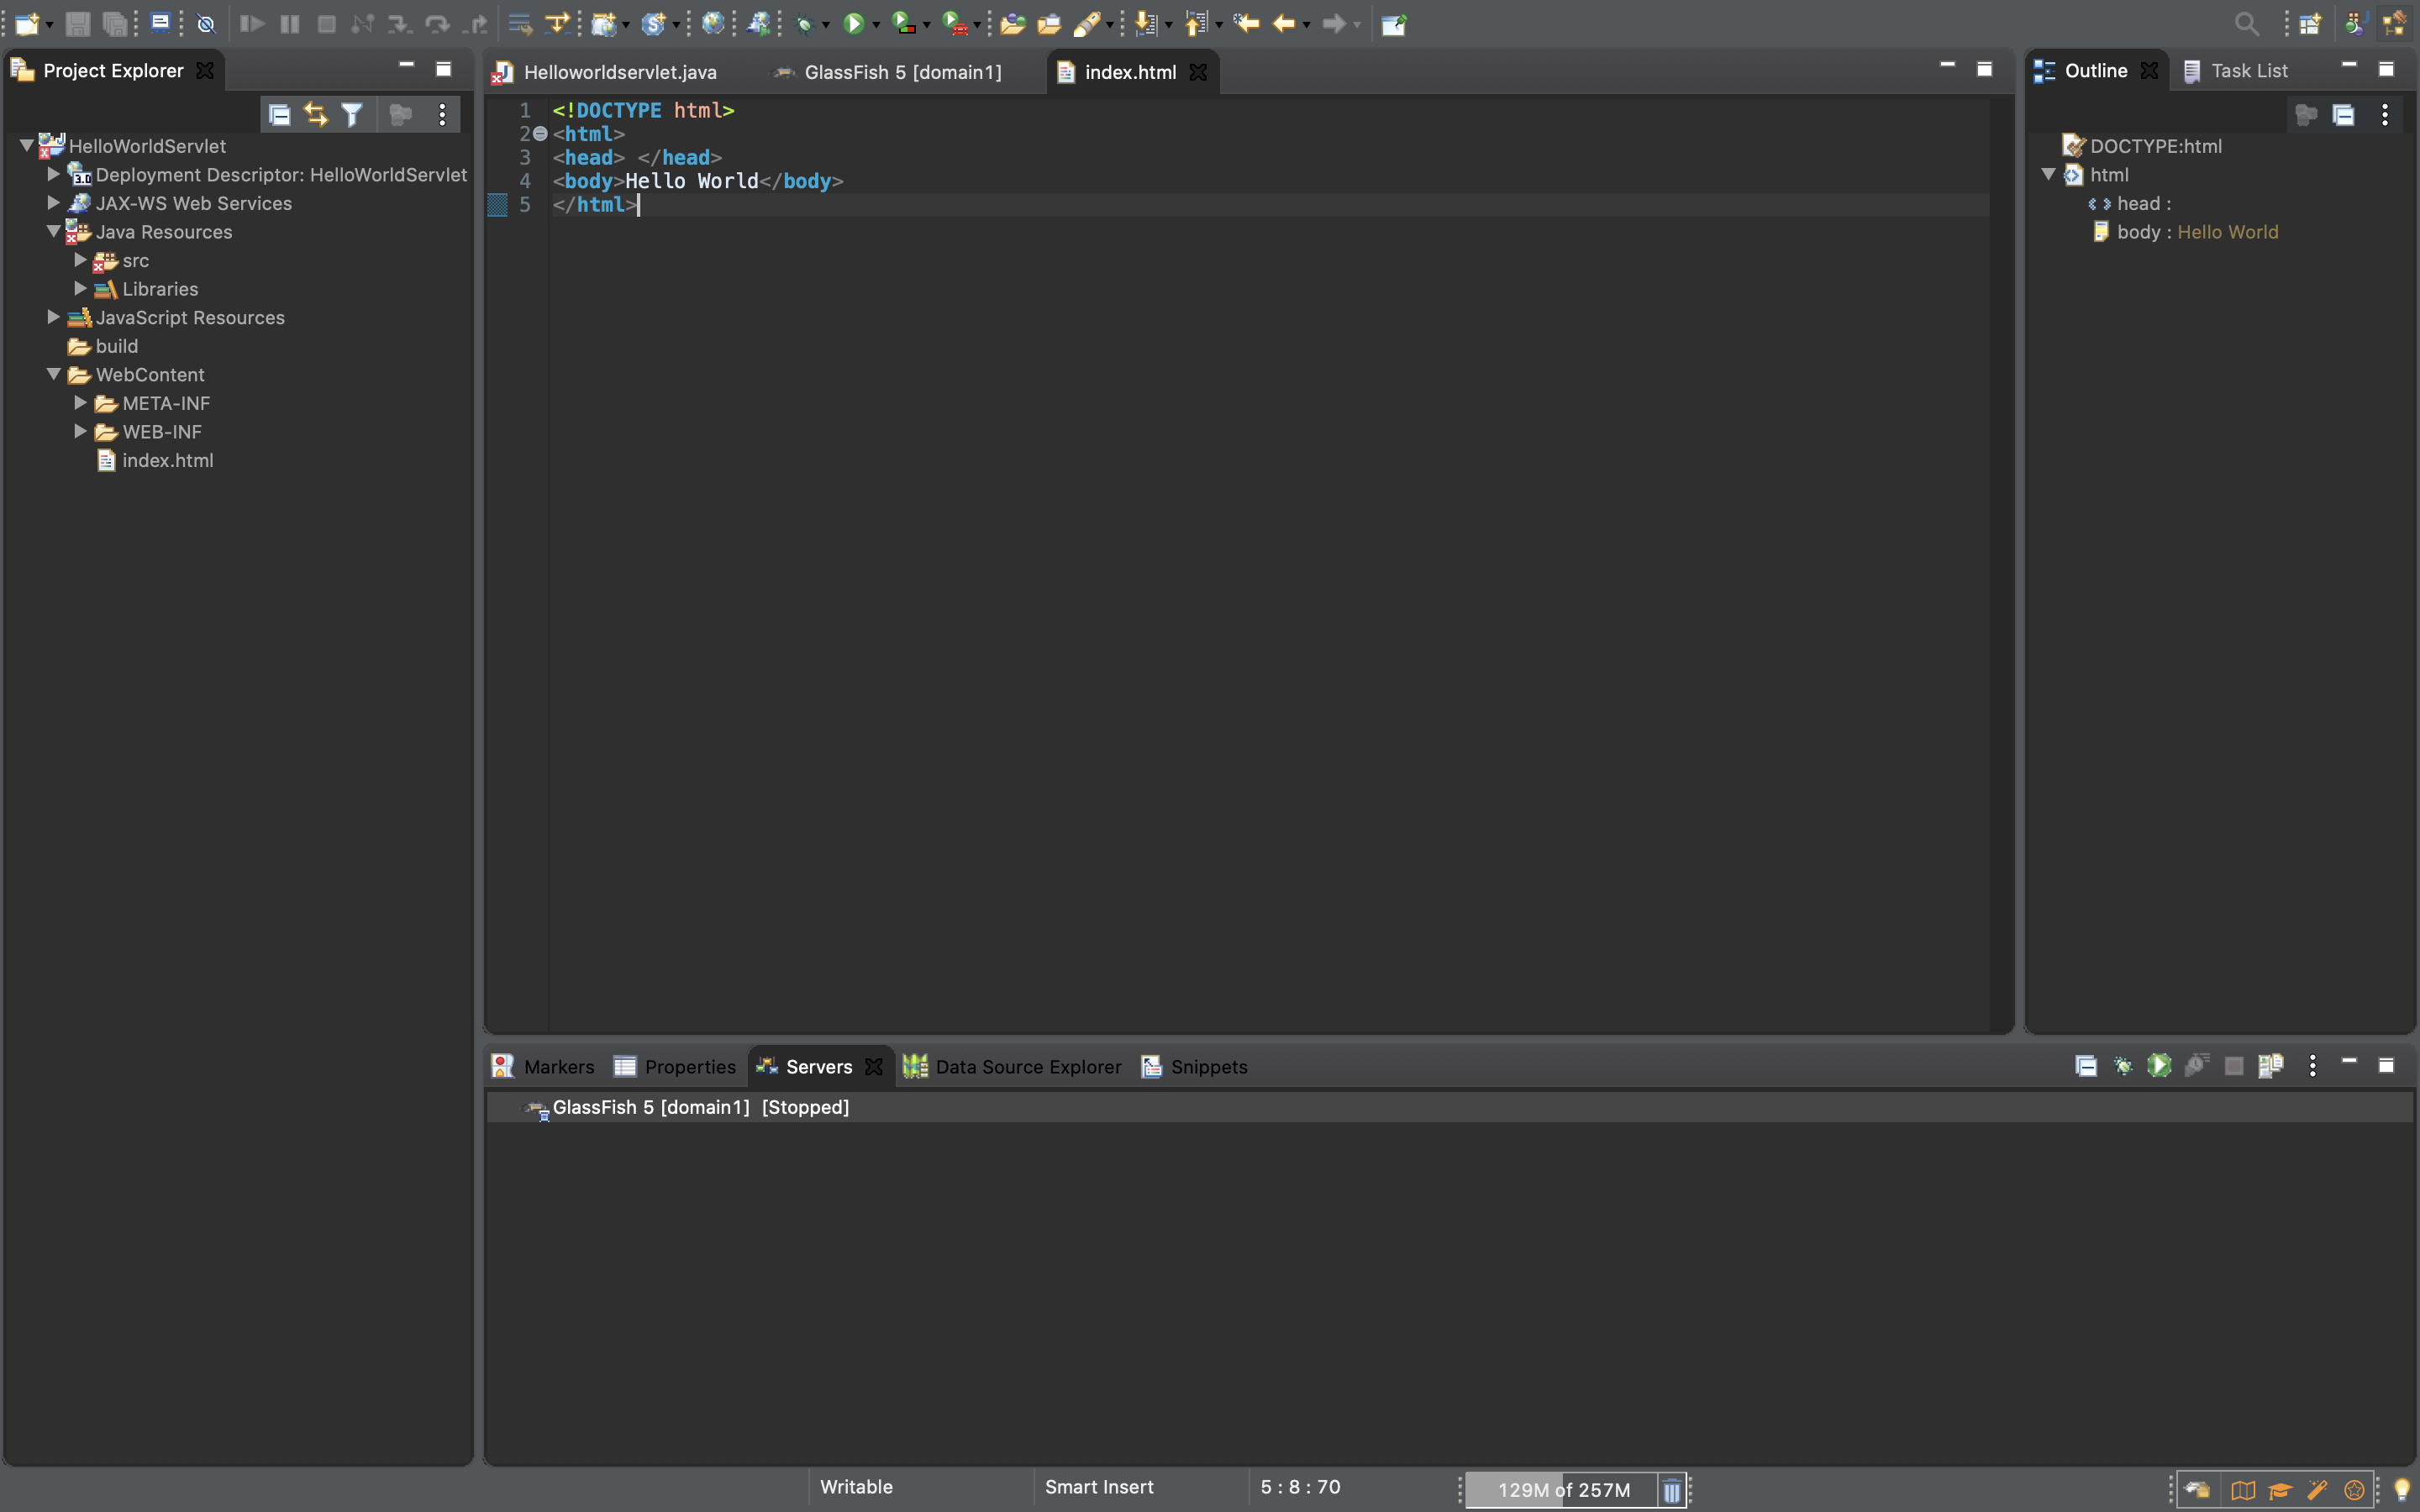 Project Explorer
HelloWorldServlet
3.0 Deployment Descriptor: HelloWorldServlet
JAX-WS Web Services
Java Resources
src
Libraries
JavaScript Resources
build
WebContent
META-INF
WEB-INF
index.html
Helloworldservlet.java
GlassFish 5 [domain1]
index.html
1 <!DOCTYPE html>
2 <html>
3 <head> </head>
4 <body>Hello World</body>
5 </html>
Outline
Task List
DOCTYPE:html
html
head :
body : Hello World
Markers
Properties
Servers
Data Source Explorer
Snippets
GlassFish 5 [domain1] [Stopped]
Writable
Smart Insert
5 : 8 : 70
129M of 257M